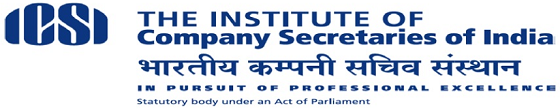 ICSI
THE INSTITUTE OF
Company Secretaries of India
भारतीय कम्पनी सचिव संस्थान
IN PURSUIT OF PROFESSIONAL EXCELLENCE
Statutory body under an Act of Parliament